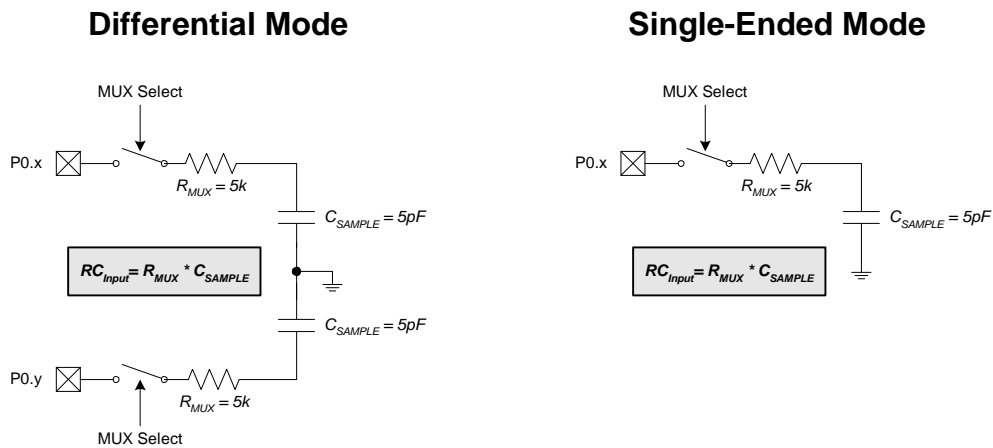 Differential Mode
MUX Select
P0.x
R_MUX = 5k
C_SAMPLE = 5pF
RC_Input= R_MUX * C_SAMPLE
C_SAMPLE = 5pF
P0.y
R_MUX = 5k
MUX Select
Single-Ended Mode
MUX Select
P0.x
R_MUX = 5k
C_SAMPLE = 5pF
RC_Input= R_MUX * C_SAMPLE